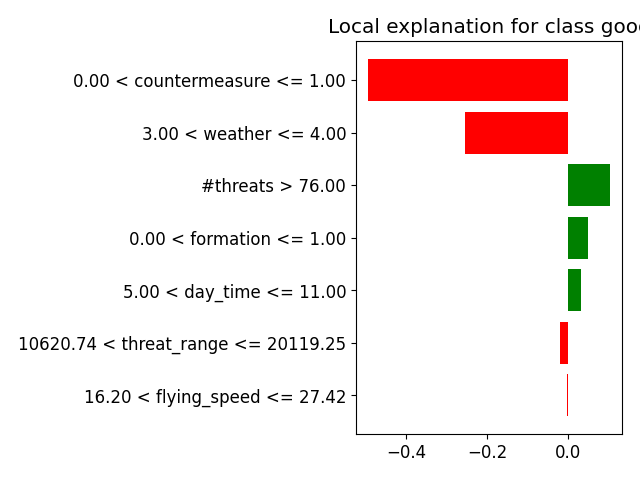 Local explanation for class goo
0.00 < countermeasure <= 1.00
3.00 < weather <= 4.00
#threats > 76.00
0.00 < formation <= 1.00
5.00 < day_time <= 11.00
10620.74 < threat_range <= 20119.25
16.20 < flying_speed <= 27.42
−0.4 −0.2 0.0